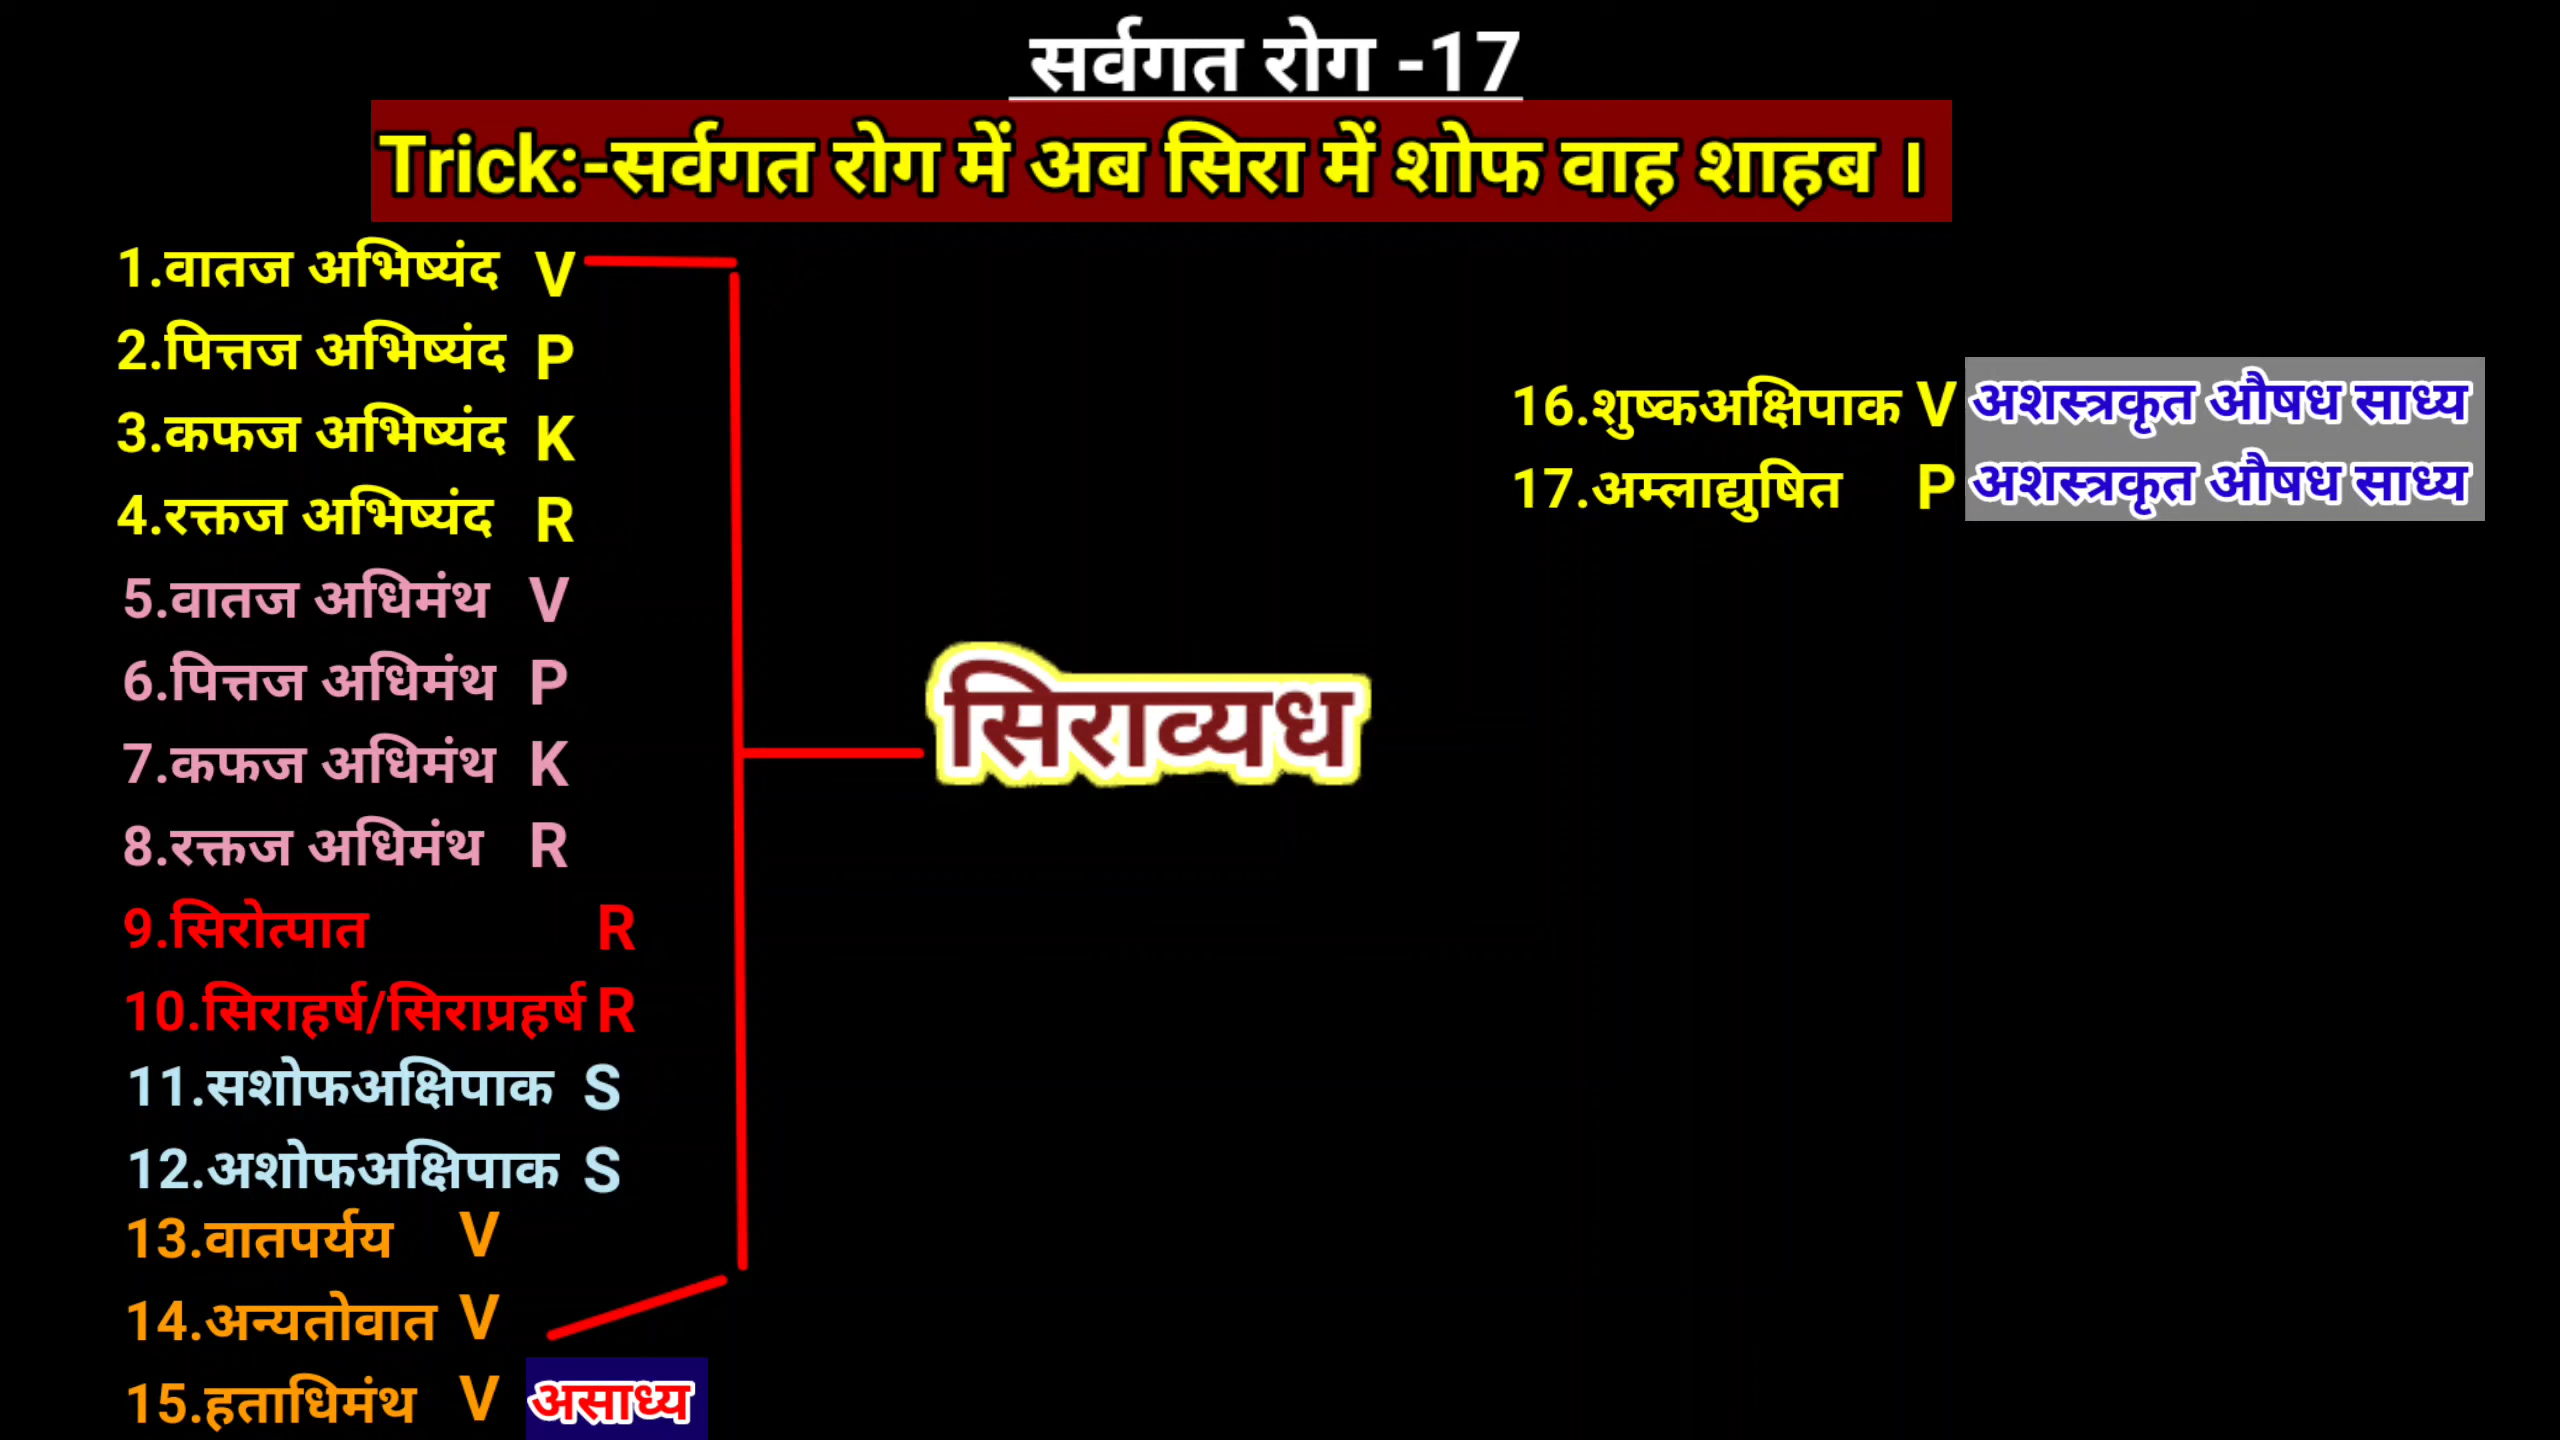 सर्वगत रोग -17
Trick:-सर्वगत रोग में अब सिरा में शोफ वाह शाहब ।
1.वातज अभिष्यंद V
2.पित्तज अभिष्यंद P
3.कफज अभिष्यंद K
4.रक्तज अभिष्यंद R
5.वातज अधिमंथ V
6.पित्तज अधिमंथ P
7.कफज अधिमंथ K
8.रक्तज अधिमंथ R
9.सिरोत्पात R
10.सिराहर्ष/सिराप्रहर्ष R
11.सशोफअक्षिपाक S
12.अशोफअक्षिपाक S
13.वातपर्यय V
14.अन्यतोवात V
15.हताधिमंथ V असाध्य
सिराव्यध
16.शुष्कअक्षिपाक V अशस्त्रकृत औषध साध्य
17.अम्लाद्युषित P अशस्त्रकृत औषध साध्य